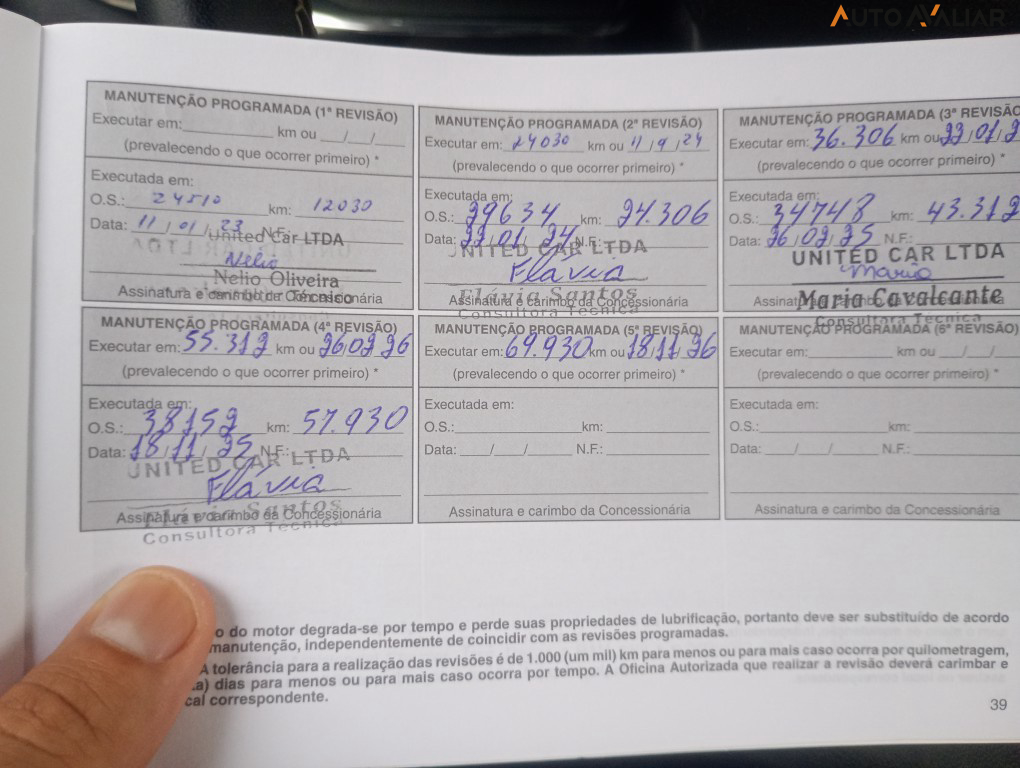 AUTO AVALIAR
MANUTENÇÃO PROGRAMADA (1ª REVISÃO)
Executar em: km ou / /
(prevalecendo o que ocorrer primeiro) *
Executada em:
O.S.: 24510 km: 12030
Data: 11/01/23 N.F.:
United Car LTDA
Nelio
Nelio Oliveira
Assinatura e carimbo da Concessionária
MANUTENÇÃO PROGRAMADA (2ª REVISÃO)
Executar em: 24030 km ou 11/9/24
(prevalecendo o que ocorrer primeiro) *
Executada em:
O.S.: 29634 km: 24.306
Data: 22/01/24 N.F.:
UNITED CAR LTDA
Flávia
Flávia Santos
Assinatura e carimbo da Concessionária
Consultora Técnica
MANUTENÇÃO PROGRAMADA (3ª REVISÃO
Executar em: 36.306 km ou
(prevalecendo o que ocorrer primeiro) *
Executada em:
O.S.: 34748 km: 43.312
Data: 26/02/25 N.F.:
UNITED CAR LTDA
Maria Cavalcante
Consultora Técnica
MANUTENÇÃO PROGRAMADA (4ª REVISÃO)
Executar em: 55.312 km ou 26/02/26
(prevalecendo o que ocorrer primeiro) *
Executada em:
O.S.: 38152 km: 57.930
Data: 18/11/25 N.F.:
UNITED CAR LTDA
Flávia
Assinatura e carimbo da Concessionária
Consultora Técnica
MANUTENÇÃO PROGRAMADA (5ª REVISÃO)
Executar em: 69.930 km ou 18/11/26
(prevalecendo o que ocorrer primeiro) *
Executada em:
O.S.: km:
Data: / / N.F.:
Assinatura e carimbo da Concessionária
MANUTENÇÃO PROGRAMADA (6ª REVISÃO)
Executar em: km ou / /
(prevalecendo o que ocorrer primeiro) *
Executada em:
O.S.: km:
Data: / / N.F.:
Assinatura e carimbo da Concessionária
o do motor degrada-se por tempo e perde suas propriedades de lubrificação, portanto deve ser substituído de acordo
manutenção, independentemente de coincidir com as revisões programadas.
A tolerância para a realização das revisões é de 1.000 (um mil) km para menos ou para mais caso ocorra por quilometragem,
a) dias para menos ou para mais caso ocorra por tempo. A Oficina Autorizada que realizar a revisão deverá carimbar e
cal correspondente.
39